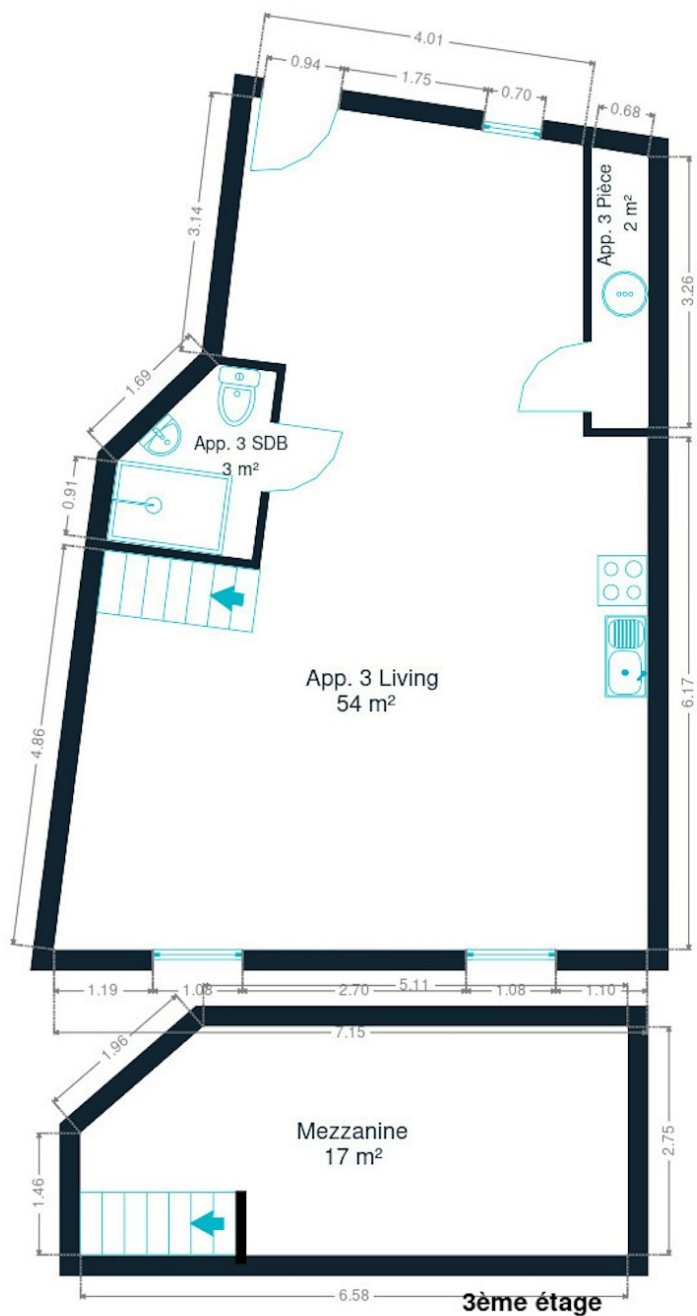 4.01
0.94
1.75
0.70
0.68
3.14
App. 3 Pièce
2 m²
3.26
1.69
App. 3 SDB
3 m²
0.91
4.86
App. 3 Living
54 m²
6.17
1.19
1.08
5.11
2.70
1.08
1.10
7.15
1.96
Mezzanine
17 m²
2.75
1.46
6.58
3ème étage